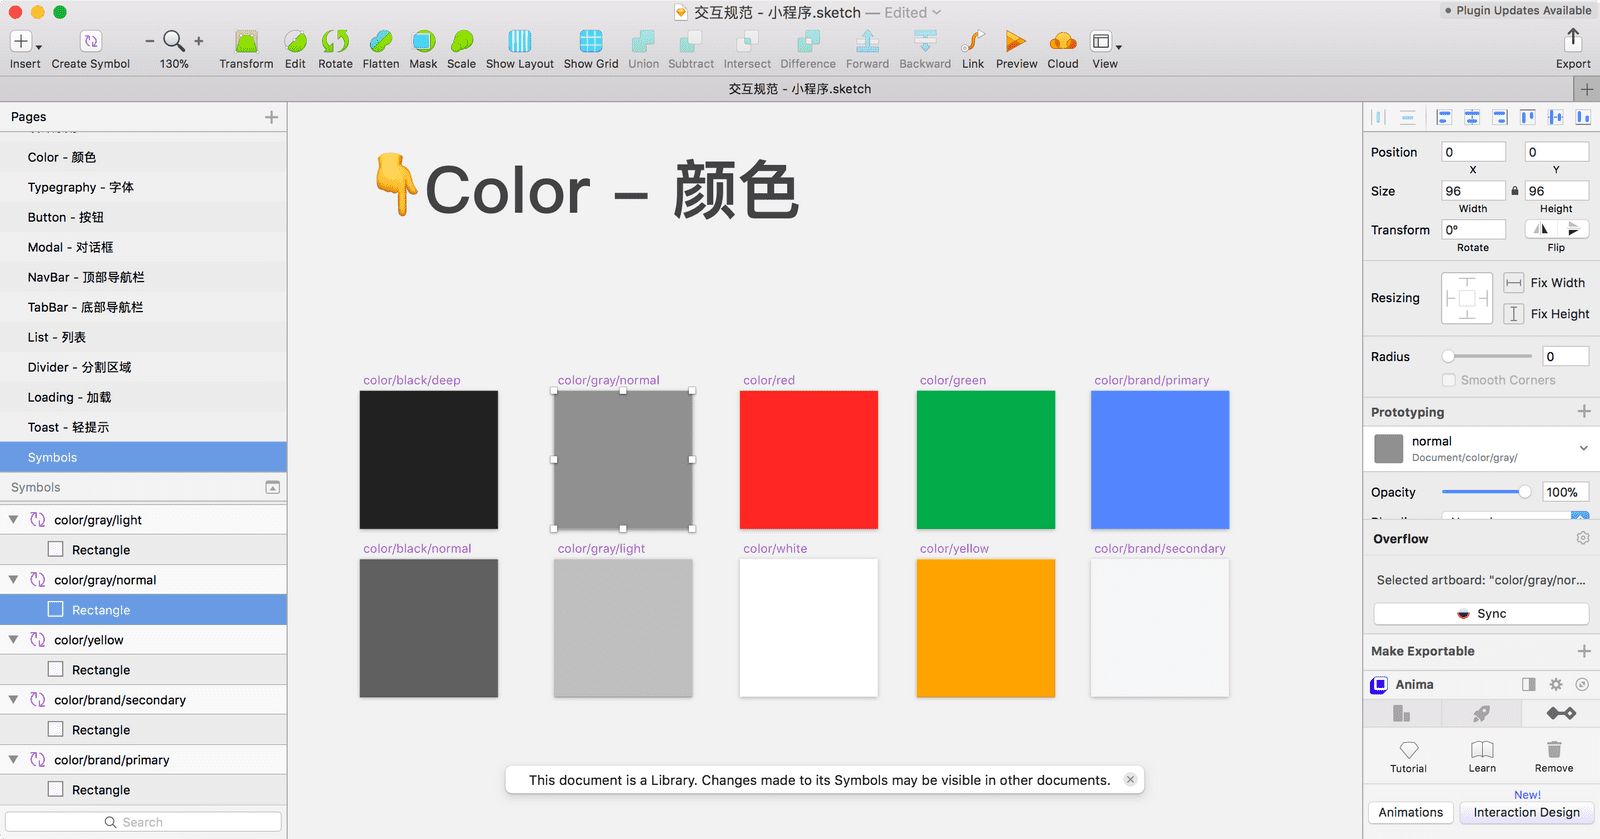 交互规范 - 小程序.sketch — Edited
Plugin Updates Available
Insert
Create Symbol
130%
Transform
Edit
Rotate
Flatten
Mask
Scale
Show Layout
Show Grid
Union
Subtract
Intersect
Difference
Forward
Backward
Link
Preview
Cloud
View
Export
交互规范 - 小程序.sketch
Pages
Color - 颜色
Typegraphy - 字体
Button - 按钮
Modal - 对话框
NavBar - 顶部导航栏
TabBar - 底部导航栏
List - 列表
Divider - 分割区域
Loading - 加载
Toast - 轻提示
Symbols
Symbols
color/gray/light
Rectangle
color/gray/normal
Rectangle
color/yellow
Rectangle
color/brand/secondary
Rectangle
color/brand/primary
Rectangle
Search
👇Color – 颜色
color/black/deep
color/gray/normal
color/red
color/green
color/brand/primary
color/black/normal
color/gray/light
color/white
color/yellow
color/brand/secondary
This document is a Library. Changes made to its Symbols may be visible in other documents.
Position
0
0
X
Y
Size
96
96
Width
Height
Transform
0°
Rotate
Flip
Resizing
Fix Width
Fix Height
Radius
0
Smooth Corners
Prototyping
normal
Document/color/gray/
Opacity
100%
Overflow
Selected artboard: "color/gray/nor...
Sync
Make Exportable
Anima
Tutorial
Learn
Remove
New!
Animations
Interaction Design